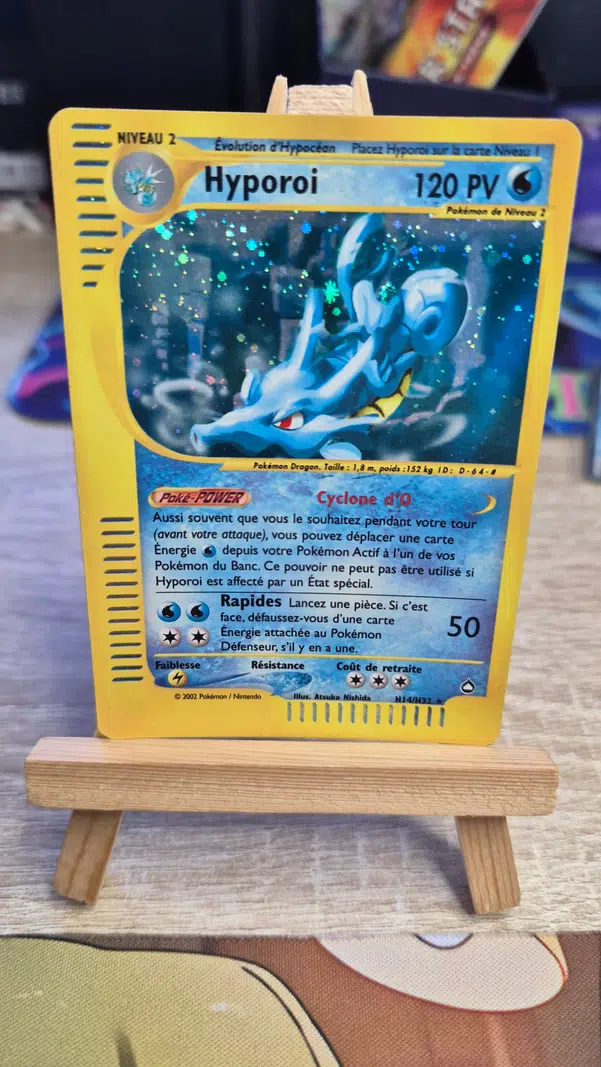 NIVEAU 2
Évolution d'Hypocéan Placez Hyporoi sur la carte Niveau 1
Hyporoi 120 PV
Pokémon de Niveau 2
Pokémon Dragon. Taille : 1,8 m, poids :152 kg ID: D-64-#
Poké-POWER Cyclone d'O
Aussi souvent que vous le souhaitez pendant votre tour
(avant votre attaque), vous pouvez déplacer une carte
Énergie depuis votre Pokémon Actif à l'un de vos
Pokémon du Banc. Ce pouvoir ne peut pas être utilisé si
Hyporoi est affecté par un État spécial.
Rapides Lancez une pièce. Si c'est
face, défaussez-vous d'une carte
Énergie attachée au Pokémon
Défenseur, s'il y en a une.
50
Faiblesse Résistance Coût de retraite
© 2002 Pokémon / Nintendo Illus. Atsuko Nishida H14/H32 ★